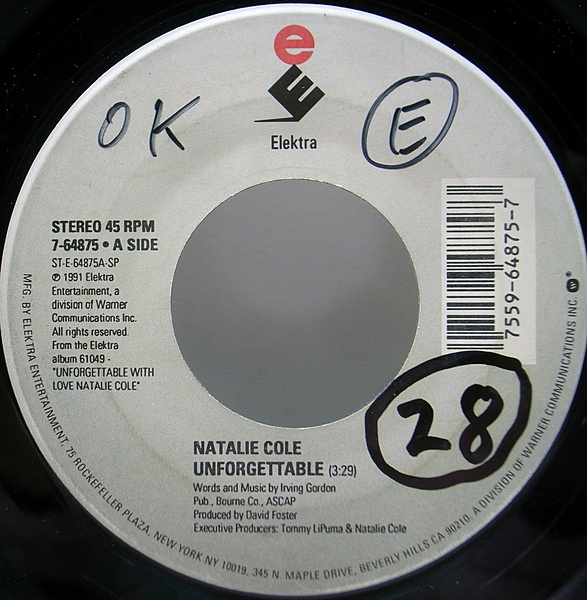 e
E
Elektra
OK
E
STEREO 45 RPM
7-64875 • A SIDE
ST-E-64875A-SP
℗ 1991 Elektra
Entertainment, a
division of Warner
Communications Inc.
All rights reserved.
From the Elektra
album 61049 -
"UNFORGETTABLE WITH
LOVE NATALIE COLE"
7559-64875-7
28
NATALIE COLE
UNFORGETTABLE (3:29)
Words and Music by Irving Gordon
Pub., Bourne Co., ASCAP
Produced by David Foster
Executive Producers: Tommy LiPuma & Natalie Cole
MFG. BY ELEKTRA ENTERTAINMENT, 75 ROCKEFELLER PLAZA, NEW YORK NY 10019, 345 N. MAPLE DRIVE, BEVERLY HILLS CA 90210, A DIVISION OF WARNER COMMUNICATIONS INC.